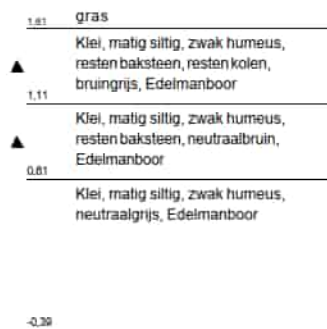 1,61 gras
Klei, matig siltig, zwak humeus,
resten baksteen, resten kolen,
bruingrijs, Edelmanboor
1,11
Klei, matig siltig, zwak humeus,
resten baksteen, neutraalbruin,
Edelmanboor
0,81
Klei, matig siltig, zwak humeus,
neutraalgrijs, Edelmanboor
-0,39